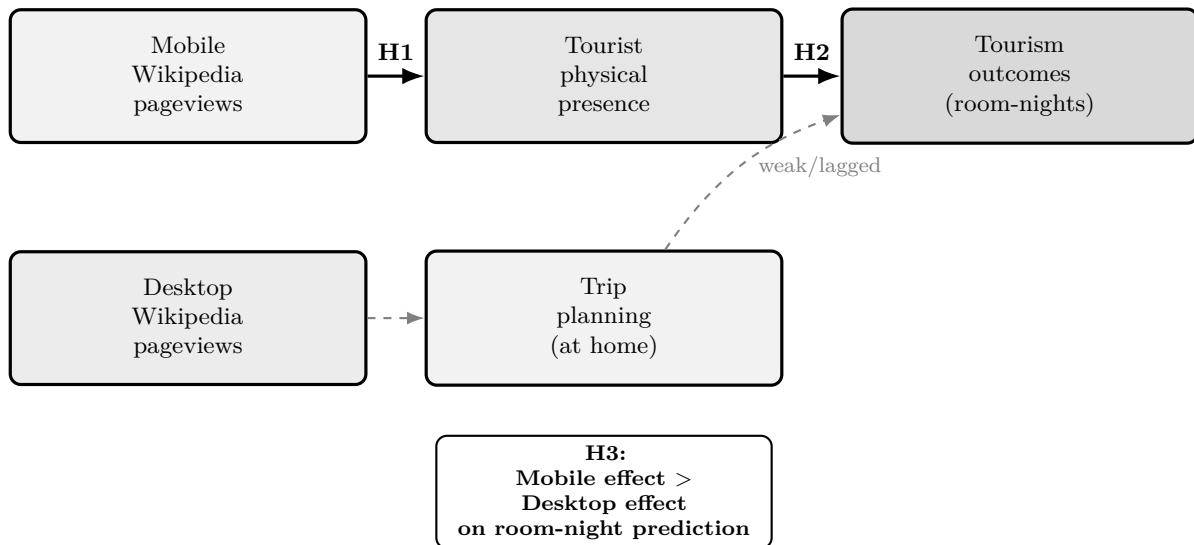 Mobile
Wikipedia
pageviews
H1
Tourist
physical
presence
H2
Tourism
outcomes
(room-nights)
weak/lagged
Desktop
Wikipedia
pageviews
Trip
planning
(at home)
H3:
Mobile effect >
Desktop effect
on room-night prediction